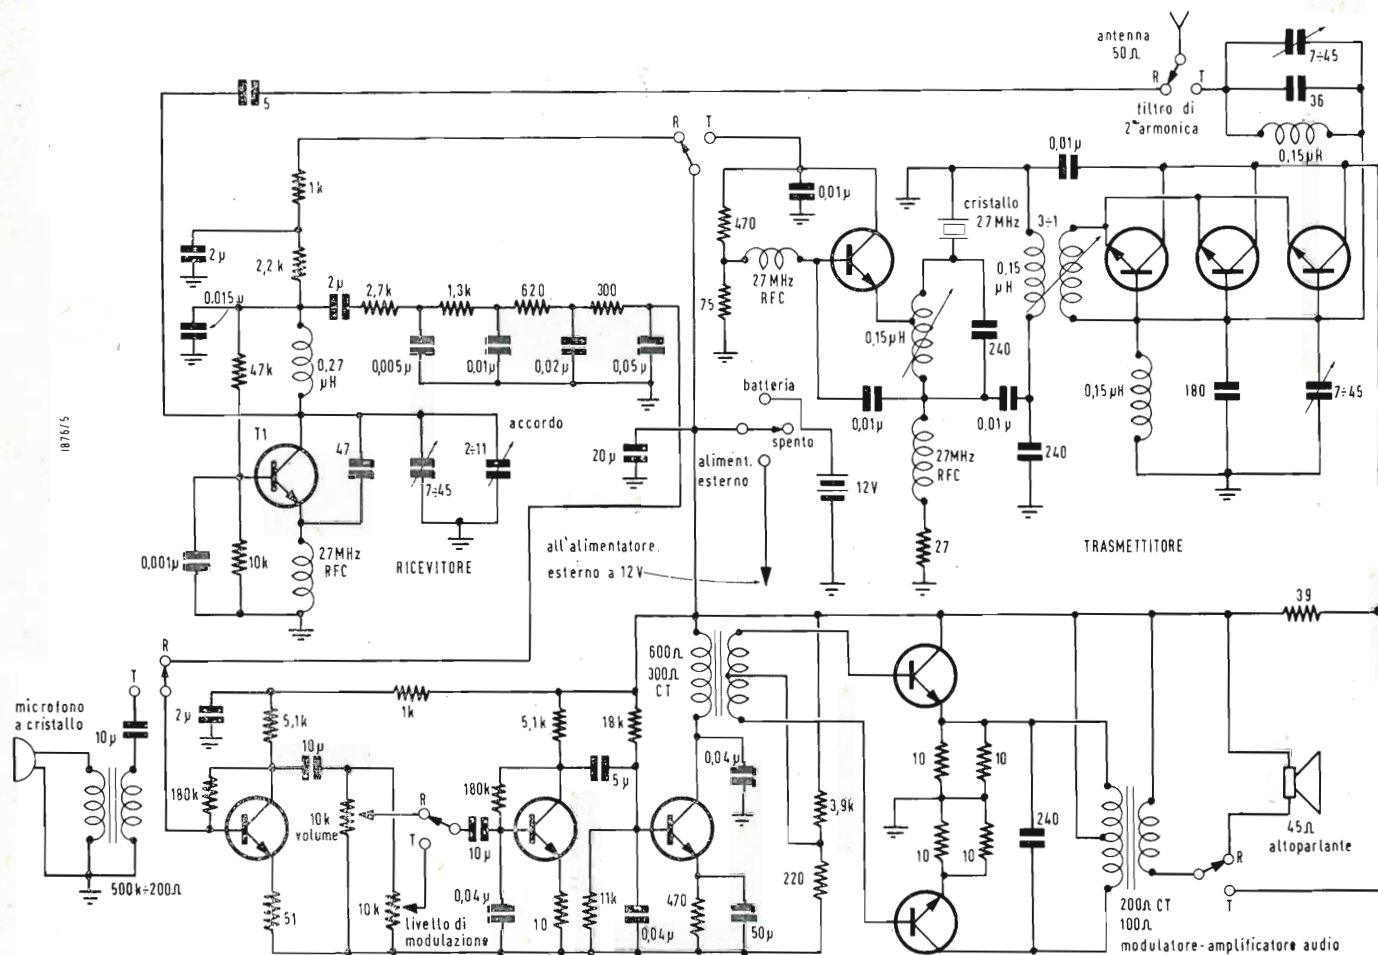 antenna
50Ω
R
T
7÷45
36
filtro di
2ª armonica
0,15µH
5
R
T
1k
2µ
2,2k
0.015µ
2µ
2,7k
1,3k
620
300
0,005µ
0,01µ
0,02µ
0,05µ
47k
0,27
µH
T1
47
7÷45
2÷11
accordo
0,001µ
10k
27MHz
RFC
RICEVITORE
1876/5
470
75
27MHz
RFC
0,01µ
cristallo
27MHz
0,15µH
240
0,01µ
0,01µ
27MHz
RFC
27
240
0,01µ
3÷1
0,15
µH
0,15µH
180
7÷45
TRASMETTITORE
batteria
spento
20µ
aliment.
esterno
12V
all'alimentatore
esterno a 12V
39
R
T
microfono
a cristallo
10µ
500k÷200Ω
2µ
5,1k
1k
180k
10µ
51
10k
volume
10k
R
T
livello di
modulazione
10µ
180k
5,1k
0,04µ
10
5µ
18k
11k
0,04µ
600Ω
300Ω
CT
0,04µ
470
50µ
3,9k
220
10
10
10
10
240
200Ω CT
100Ω
R
T
45Ω
altoparlante
modulatore-amplificatore audio